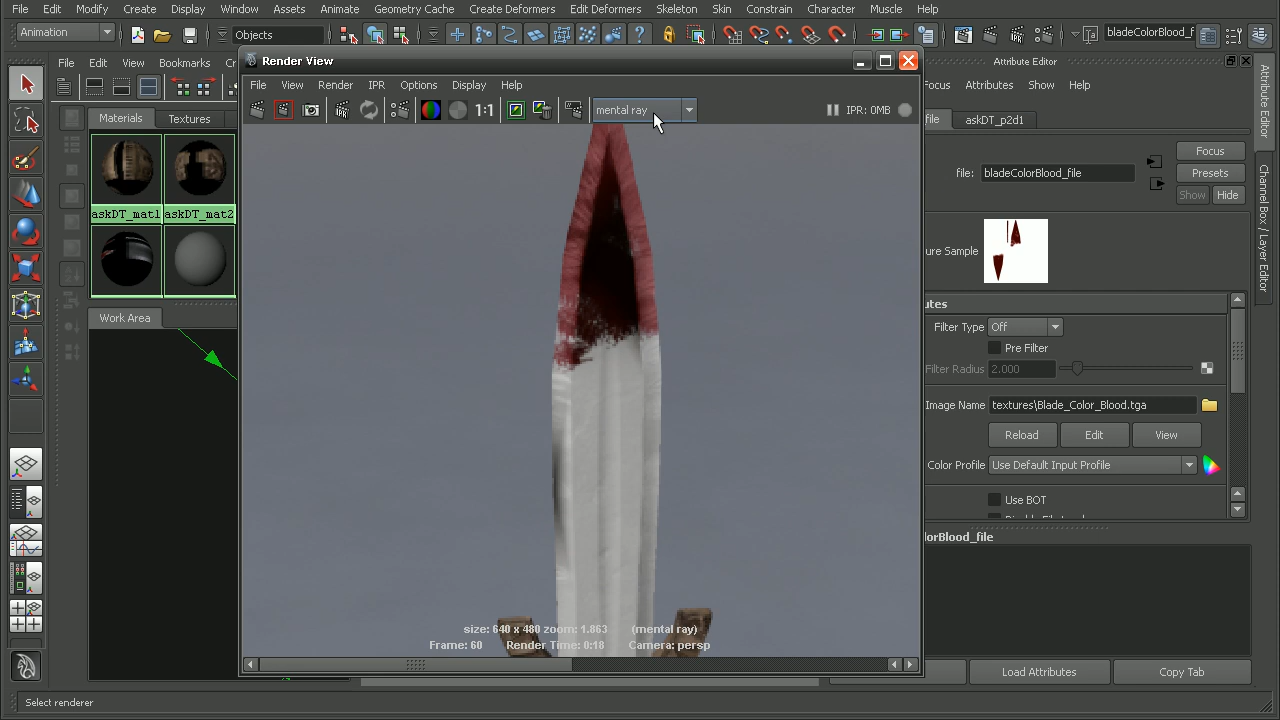 File Edit Modify Create Display Window Assets Animate Geometry Cache Create Deformers Edit Deformers Skeleton Skin Constrain Character Muscle Help
Animation Objects bladeColorBlood_f
Render View
File Edit View Bookmarks Cr
File View Render IPR Options Display Help
1:1 mental ray IPR: 0MB
Materials Textures
askDT_mat1 askDT_mat2
Work Area
size: 640 x 480 zoom: 1.863 (mental ray)
Frame: 60 Render Time: 0:18 Camera: persp
Attribute Editor
ocus Attributes Show Help
file askDT_p2d1
Focus
file: bladeColorBlood_file Presets
Show Hide
ure Sample
utes
Filter Type Off
Pre Filter
Filter Radius 2.000
Image Name textures\Blade_Color_Blood.tga
Reload Edit View
Color Profile Use Default Input Profile
Use BOT
lorBlood_file
Load Attributes Copy Tab
Attribute Editor
Channel Box / Layer Editor
Select renderer